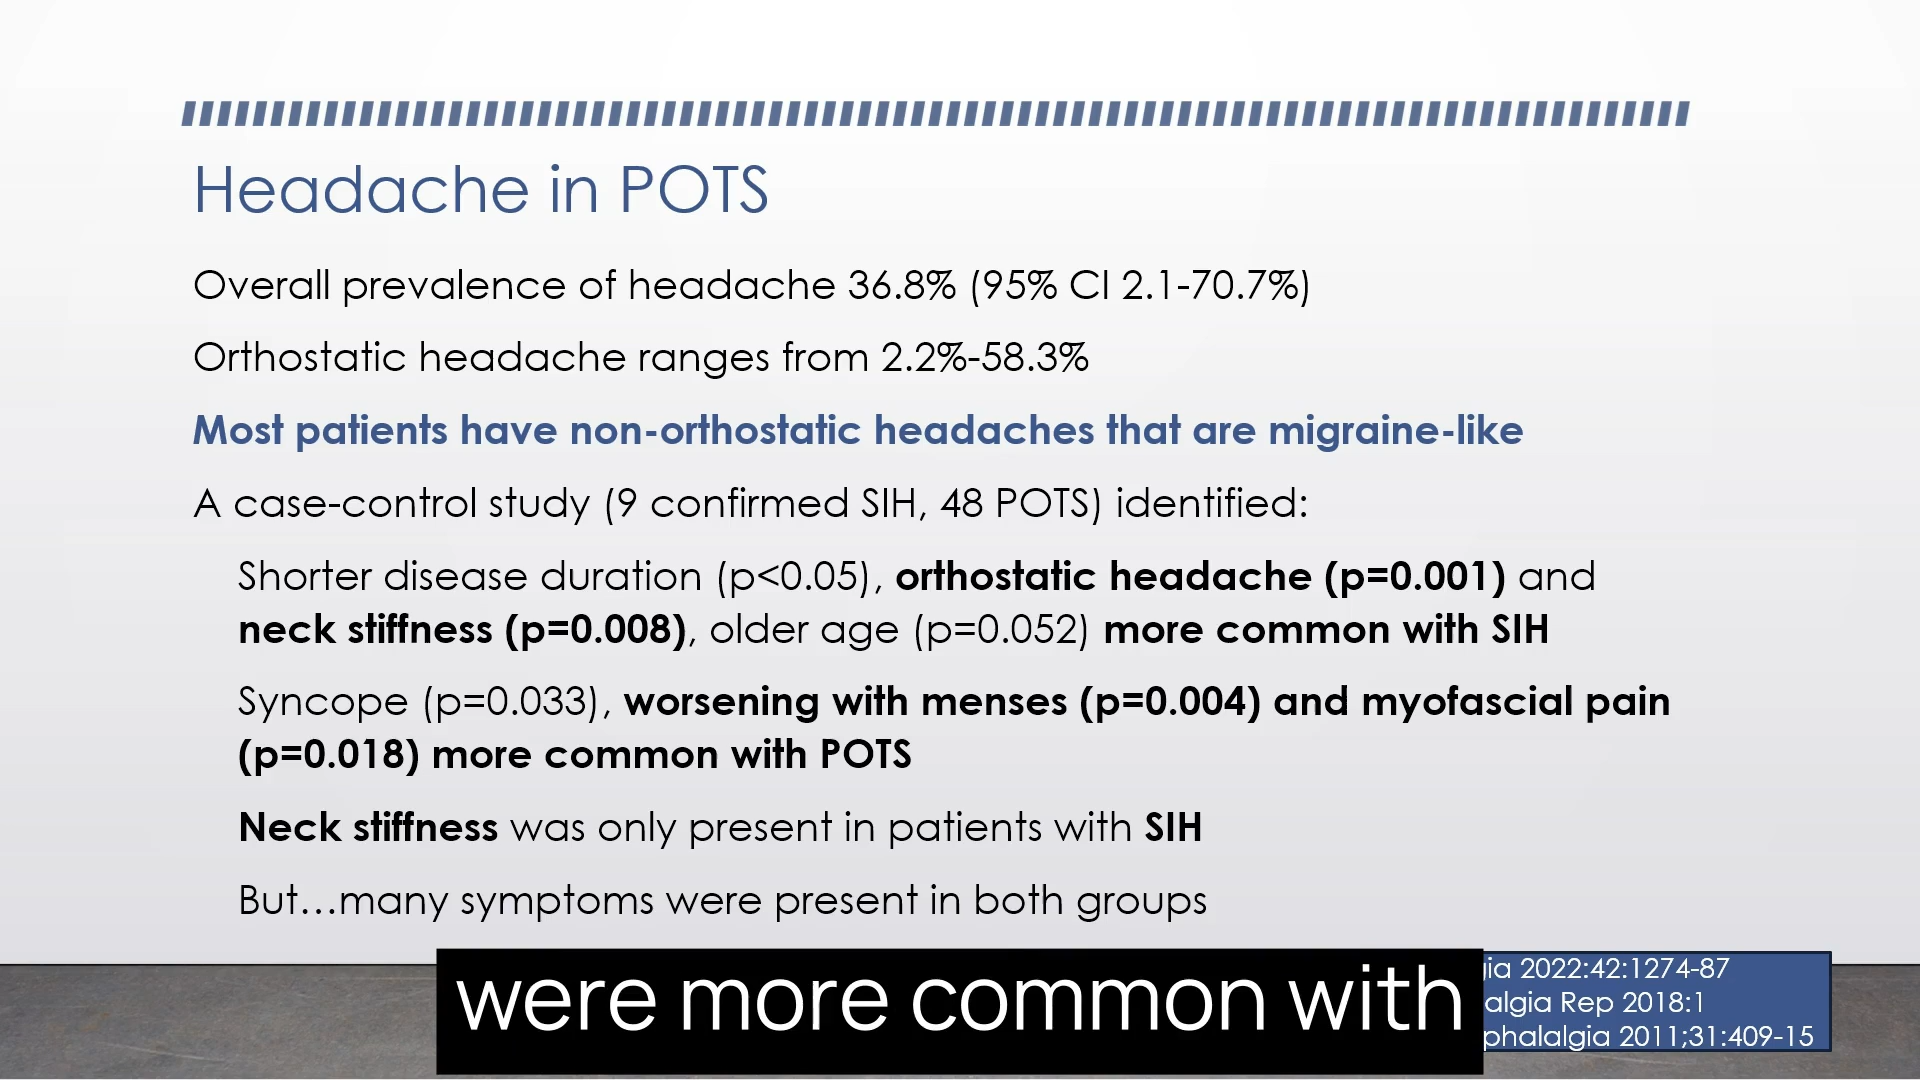 Headache in POTS
Overall prevalence of headache 36.8% (95% CI 2.1-70.7%)
Orthostatic headache ranges from 2.2%-58.3%
Most patients have non-orthostatic headaches that are migraine-like
A case-control study (9 confirmed SIH, 48 POTS) identified:
Shorter disease duration (p<0.05), orthostatic headache (p=0.001) and
neck stiffness (p=0.008), older age (p=0.052) more common with SIH
Syncope (p=0.033), worsening with menses (p=0.004) and myofascial pain
(p=0.018) more common with POTS
Neck stiffness was only present in patients with SIH
But…many symptoms were present in both groups
were more common with
2022:42:1274-87
Rep 2018:1
2011;31:409-15